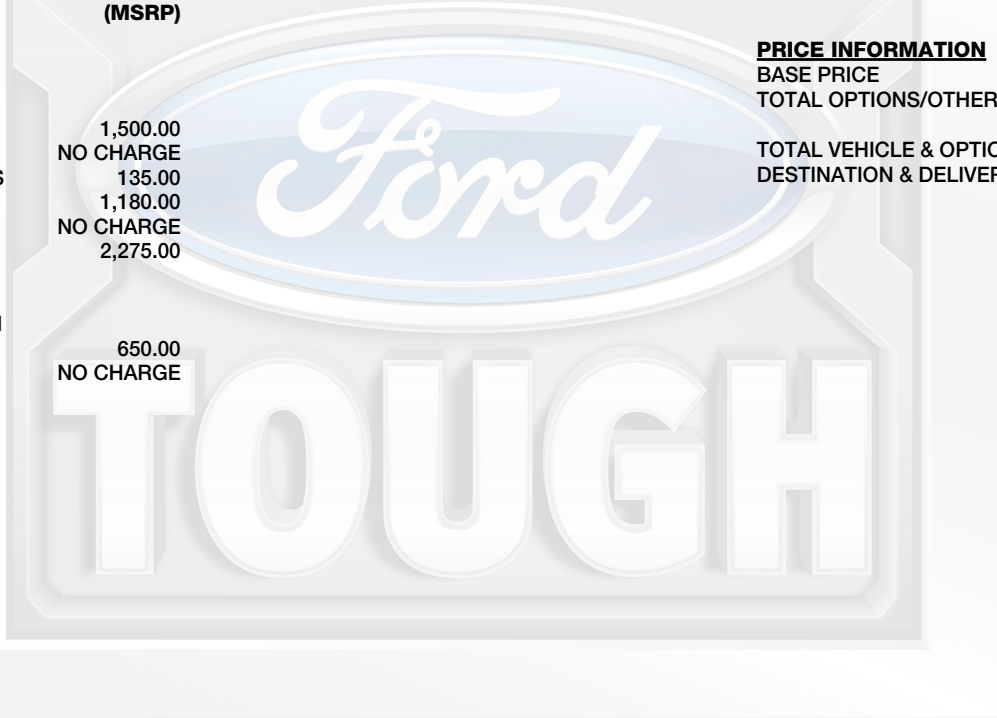 (MSRP)
1,500.00
NO CHARGE
S 135.00
1,180.00
NO CHARGE
2,275.00
650.00
NO CHARGE
PRICE INFORMATION
BASE PRICE
TOTAL OPTIONS/OTHER
TOTAL VEHICLE & OPTIO
DESTINATION & DELIVER
Ford
TOUGH